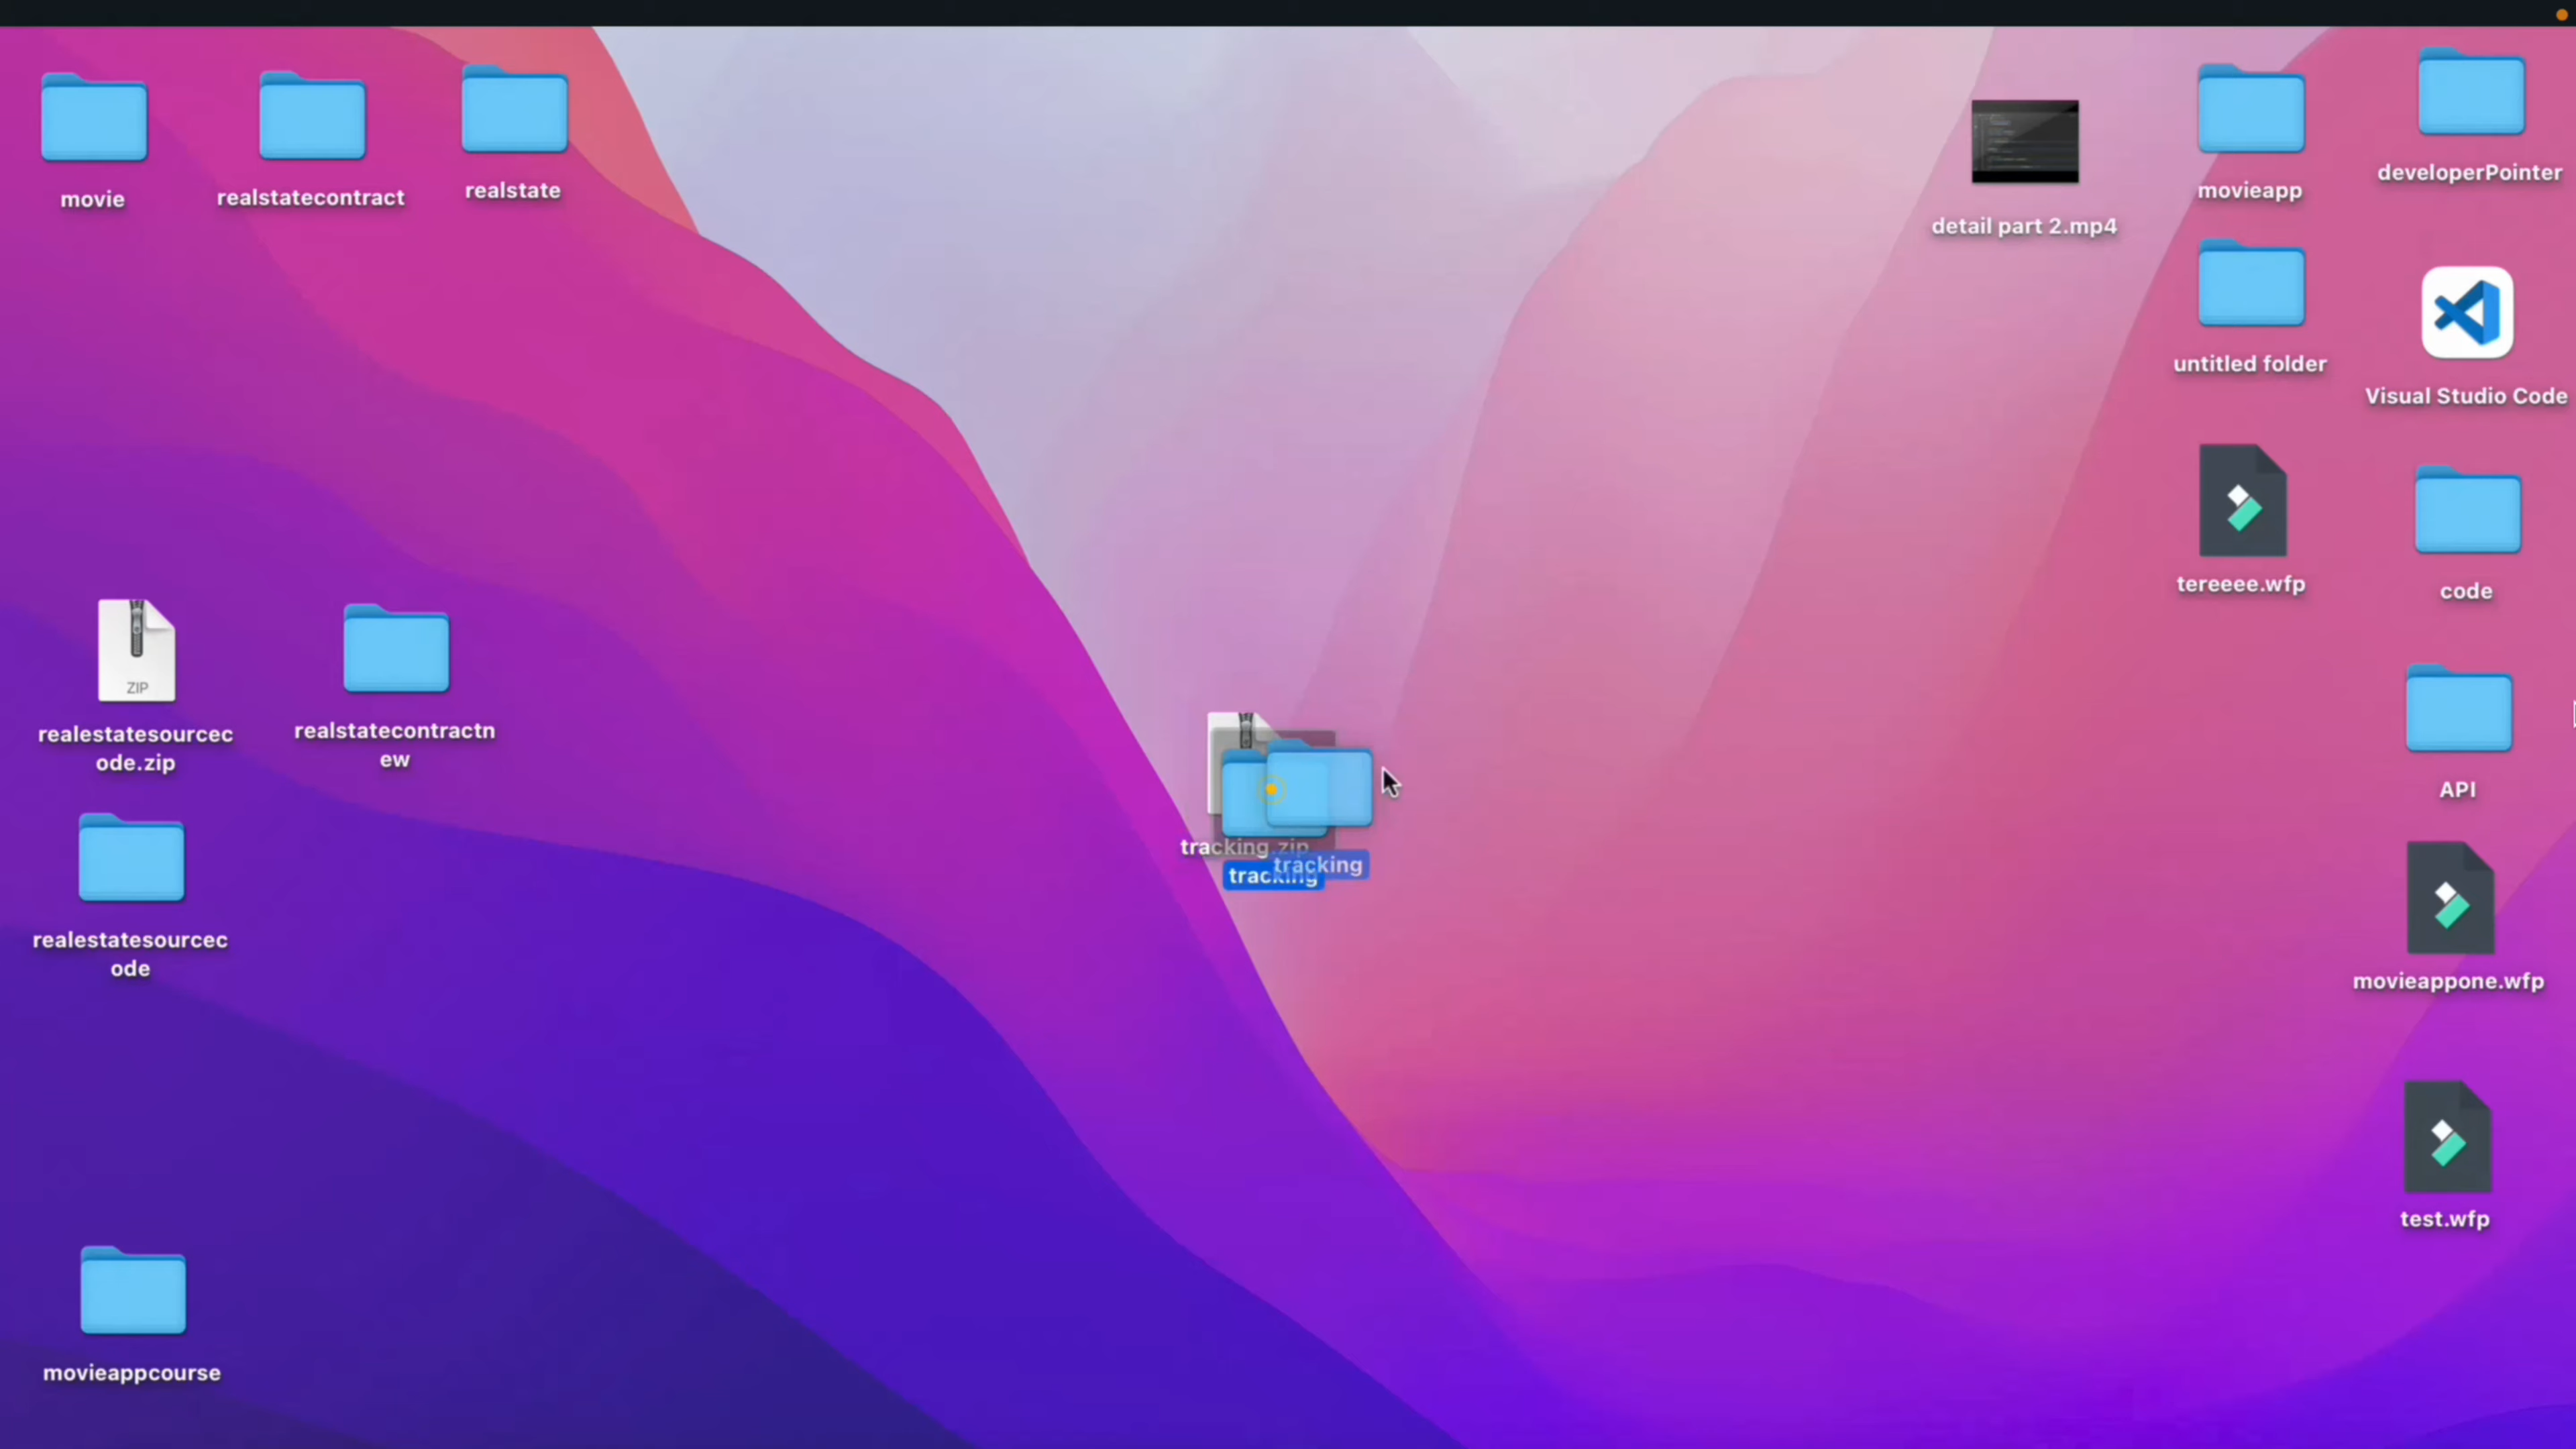 movie
realstatecontract
realstate
detail part 2.mp4
movieapp
developerPointer
untitled folder
Visual Studio Code
tereeee.wfp
code
ZIP
realestatesourcec
ode.zip
realstatecontractn
ew
tracking.zip
tracking
tracking
API
realestatesourcec
ode
movieappone.wfp
test.wfp
movieappcourse